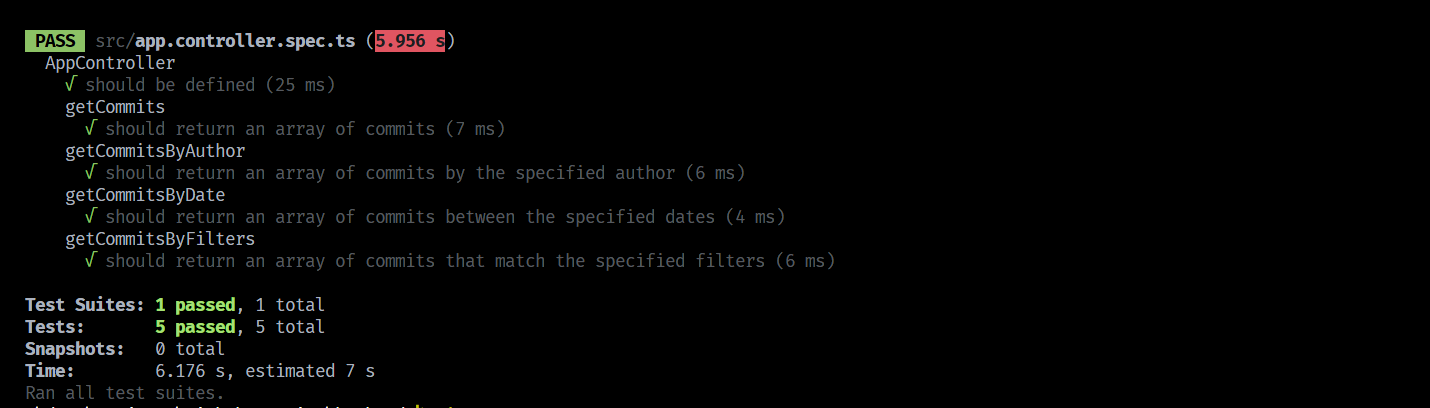 PASS src/app.controller.spec.ts (5.956 s)
AppController
√ should be defined (25 ms)
getCommits
√ should return an array of commits (7 ms)
getCommitsByAuthor
√ should return an array of commits by the specified author (6 ms)
getCommitsByDate
√ should return an array of commits between the specified dates (4 ms)
getCommitsByFilters
√ should return an array of commits that match the specified filters (6 ms)
Test Suites: 1 passed, 1 total
Tests: 5 passed, 5 total
Snapshots: 0 total
Time: 6.176 s, estimated 7 s
Ran all test suites.